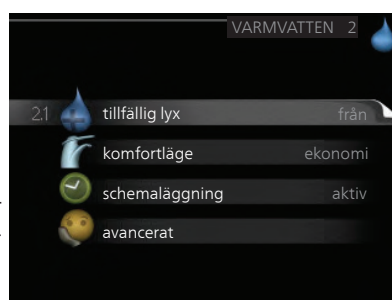 VARMVATTEN 2
2.1 tillfällig lyx från
komfortläge ekonomi
schemaläggning aktiv
avancerat